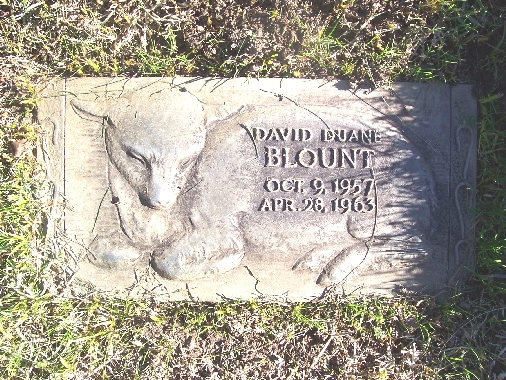 DAVID DUANE
BLOUNT
OCT. 9, 1957
APR. 28, 1963